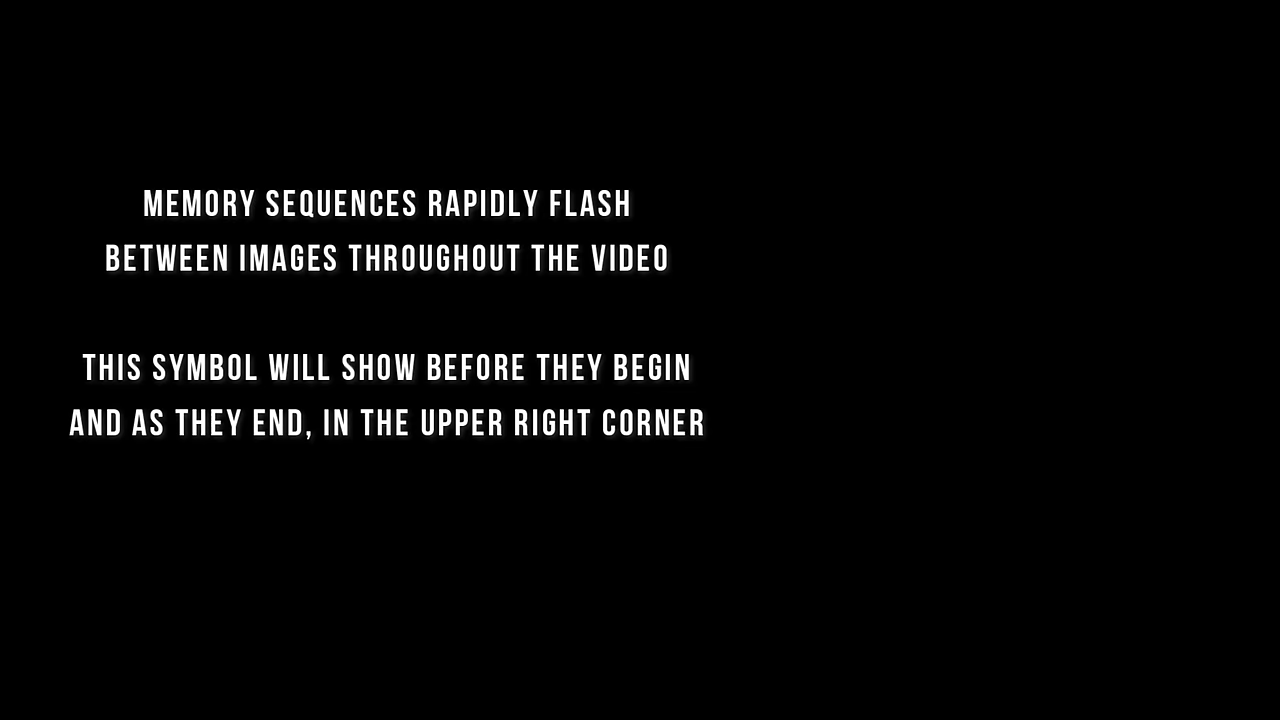 MEMORY SEQUENCES RAPIDLY FLASH
BETWEEN IMAGES THROUGHOUT THE VIDEO
THIS SYMBOL WILL SHOW BEFORE THEY BEGIN
AND AS THEY END, IN THE UPPER RIGHT CORNER